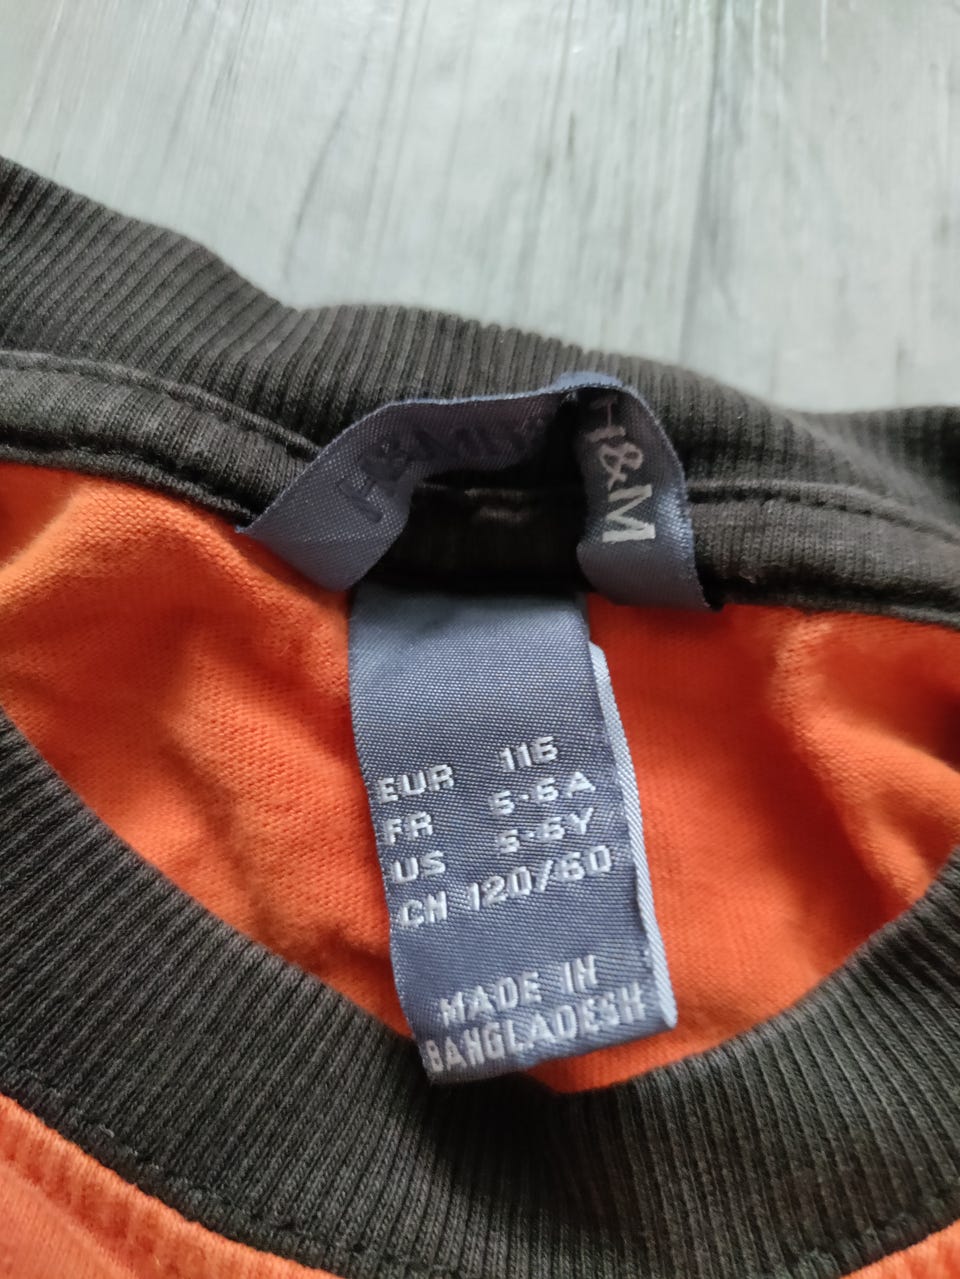 H&M
EUR 116
FR 5-6A
US 5-6Y
CN 120/60
MADE IN
BANGLADESH